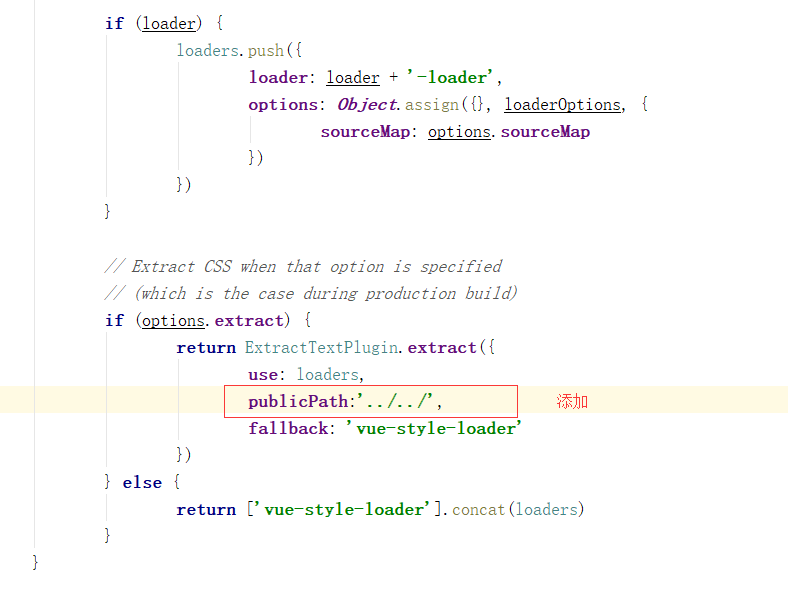 if (loader) {
loaders.push({
loader: loader + '-loader',
options: Object.assign({}, loaderOptions, {
sourceMap: options.sourceMap
})
})
}
// Extract CSS when that option is specified
// (which is the case during production build)
if (options.extract) {
return ExtractTextPlugin.extract({
use: loaders,
publicPath:'../../', 添加
fallback: 'vue-style-loader'
})
} else {
return ['vue-style-loader'].concat(loaders)
}
}